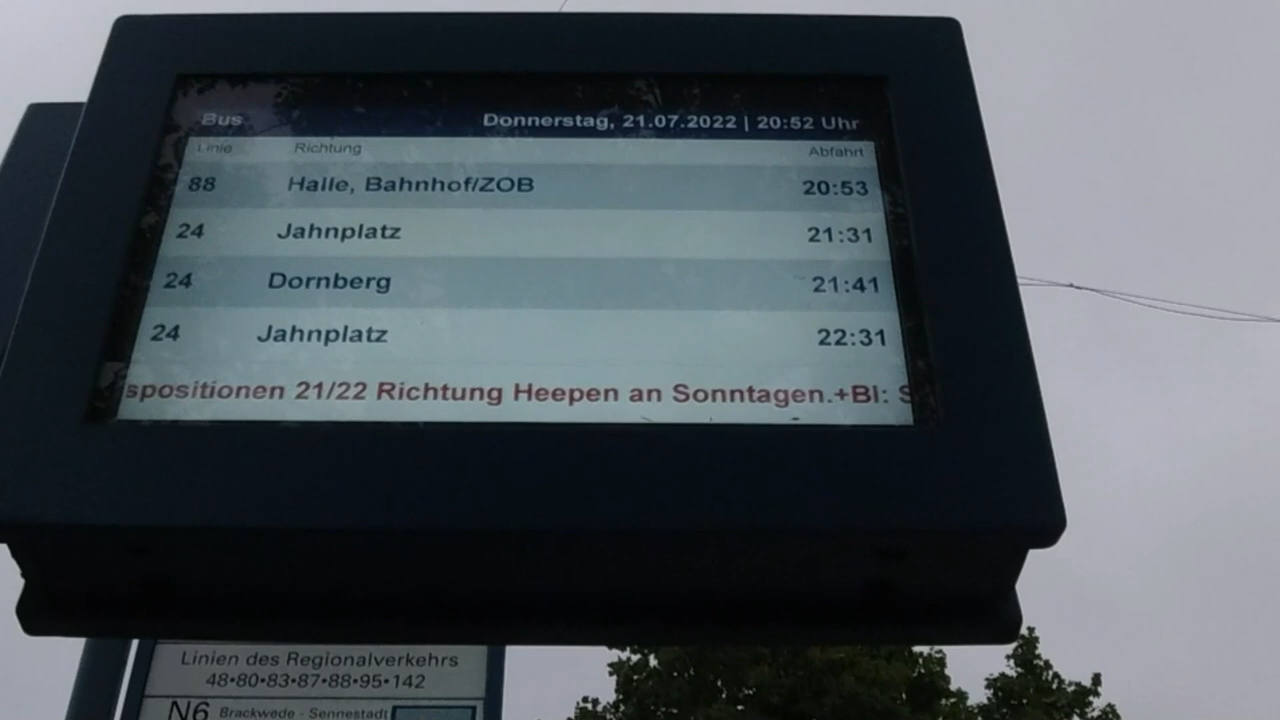 Bus Donnerstag, 21.07.2022 | 20:52 Uhr
Linie Richtung Abfahrt
88 Halle, Bahnhof/ZOB 20:53
24 Jahnplatz 21:31
24 Dornberg 21:41
24 Jahnplatz 22:31
spositionen 21/22 Richtung Heepen an Sonntagen.+BI: S
Linien des Regionalverkehrs
48•80•83•87•88•95•142
N6 Brackwede - Sennestadt